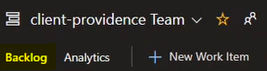 client-providence Team
Backlog Analytics + New Work Item